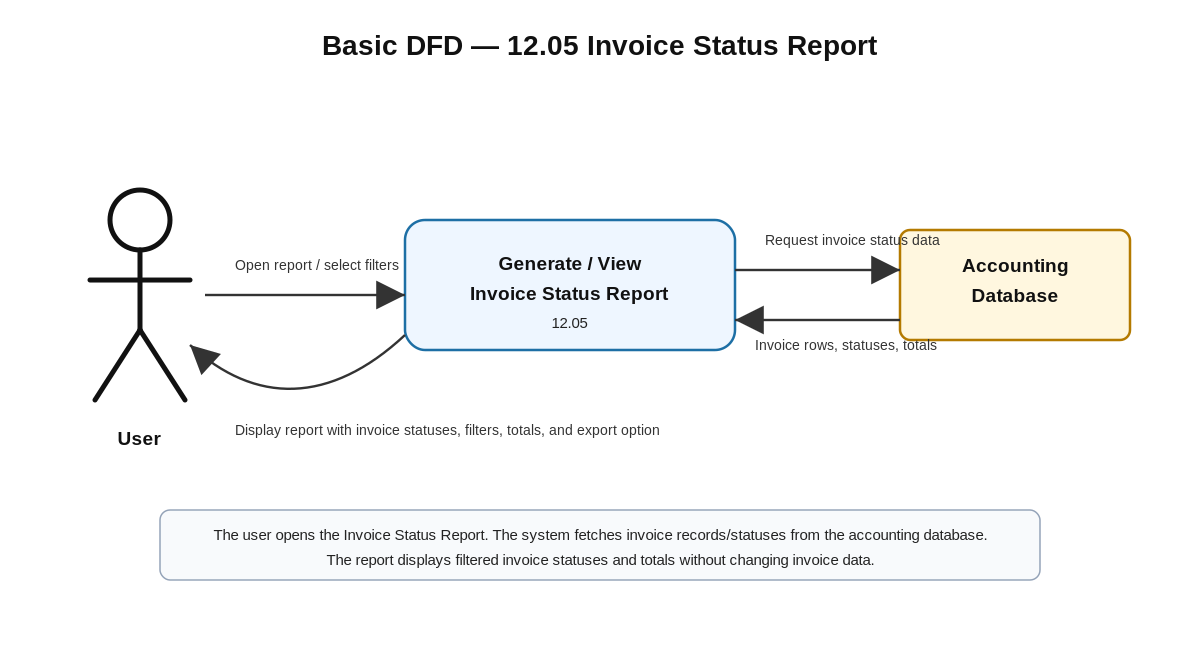 Basic DFD — 12.05 Invoice Status Report
Open report / select filters
Generate / View
Invoice Status Report
12.05
Request invoice status data
Accounting
Database
Invoice rows, statuses, totals
User
Display report with invoice statuses, filters, totals, and export option
The user opens the Invoice Status Report. The system fetches invoice records/statuses from the accounting database.
The report displays filtered invoice statuses and totals without changing invoice data.